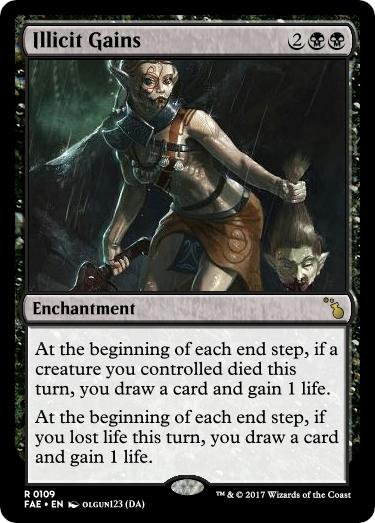 Illicit Gains 2
Enchantment
At the beginning of each end step, if a
creature you controlled died this
turn, you draw a card and gain 1 life.
At the beginning of each end step, if
you lost life this turn, you draw a card
and gain 1 life.
R 0109
FAE • EN OLGUN123 (DA)
™ & © 2017 Wizards of the Coast